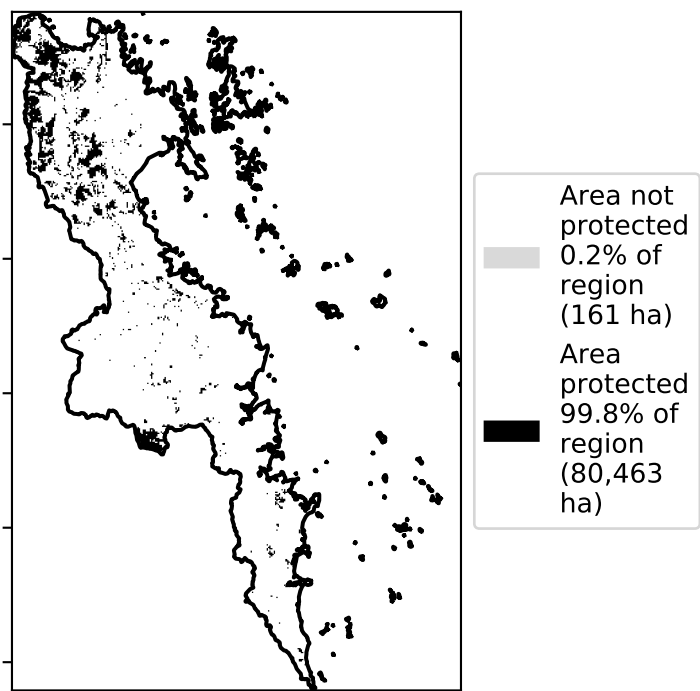 Area not
protected
0.2% of
region
(161 ha)
Area
protected
99.8% of
region
(80,463
ha)